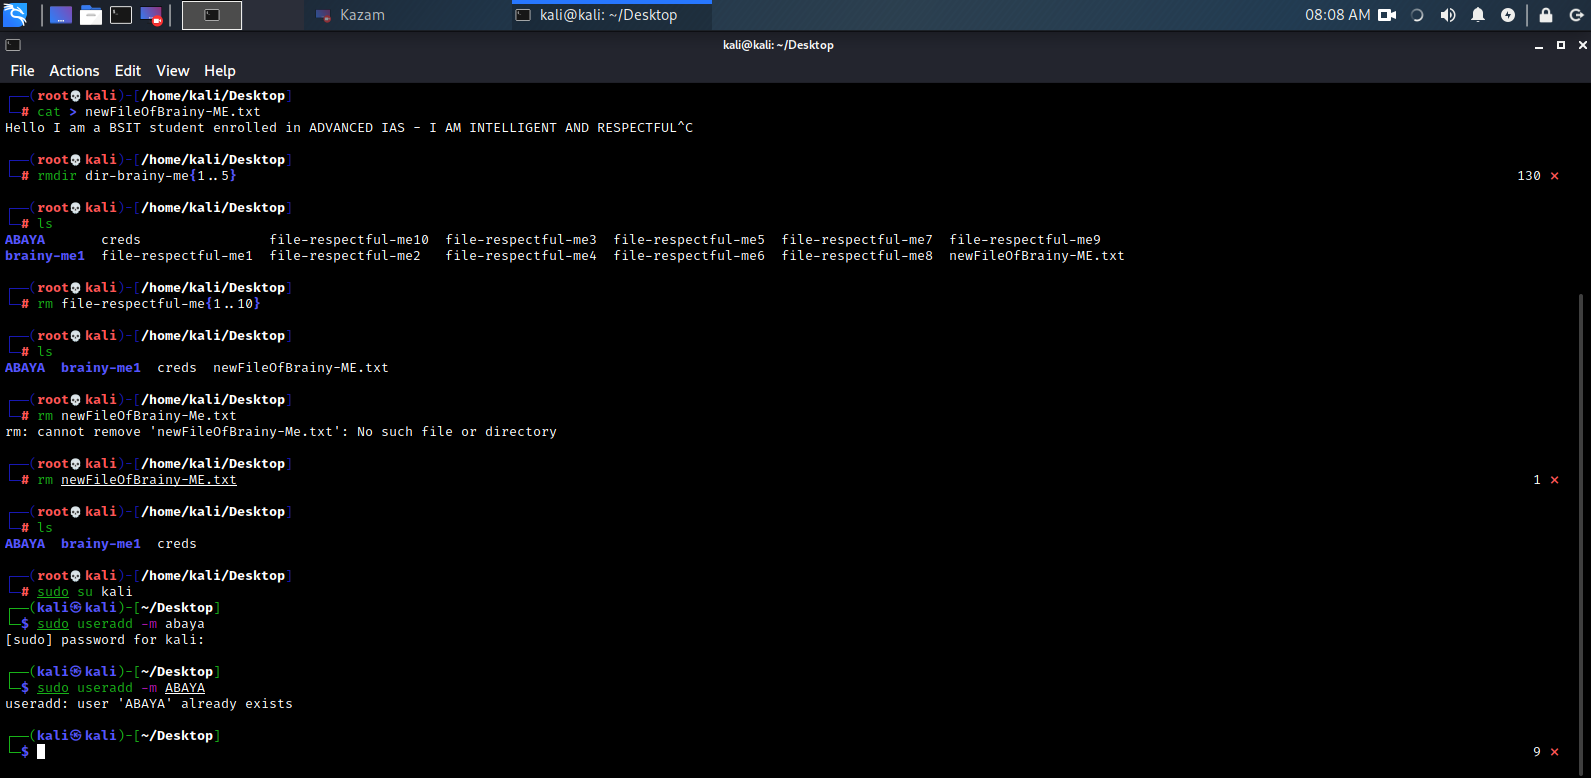 Kazam
kali@kali: ~/Desktop
08:08 AM
kali@kali: ~/Desktop
File Actions Edit View Help
┌──(root💀kali)-[/home/kali/Desktop]
└─# cat > newFileOfBrainy-ME.txt
Hello I am a BSIT student enrolled in ADVANCED IAS - I AM INTELLIGENT AND RESPECTFUL^C
┌──(root💀kali)-[/home/kali/Desktop]
└─# rmdir dir-brainy-me{1..5} 130 ⨯
┌──(root💀kali)-[/home/kali/Desktop]
└─# ls
ABAYA creds file-respectful-me10 file-respectful-me3 file-respectful-me5 file-respectful-me7 file-respectful-me9
brainy-me1 file-respectful-me1 file-respectful-me2 file-respectful-me4 file-respectful-me6 file-respectful-me8 newFileOfBrainy-ME.txt
┌──(root💀kali)-[/home/kali/Desktop]
└─# rm file-respectful-me{1..10}
┌──(root💀kali)-[/home/kali/Desktop]
└─# ls
ABAYA brainy-me1 creds newFileOfBrainy-ME.txt
┌──(root💀kali)-[/home/kali/Desktop]
└─# rm newFileOfBrainy-Me.txt
rm: cannot remove 'newFileOfBrainy-Me.txt': No such file or directory
┌──(root💀kali)-[/home/kali/Desktop]
└─# rm newFileOfBrainy-ME.txt 1 ⨯
┌──(root💀kali)-[/home/kali/Desktop]
└─# ls
ABAYA brainy-me1 creds
┌──(root💀kali)-[/home/kali/Desktop]
└─# sudo su kali
┌──(kali㉿kali)-[~/Desktop]
└─$ sudo useradd -m abaya
[sudo] password for kali:
┌──(kali㉿kali)-[~/Desktop]
└─$ sudo useradd -m ABAYA
useradd: user 'ABAYA' already exists
┌──(kali㉿kali)-[~/Desktop]
└─$ 9 ⨯